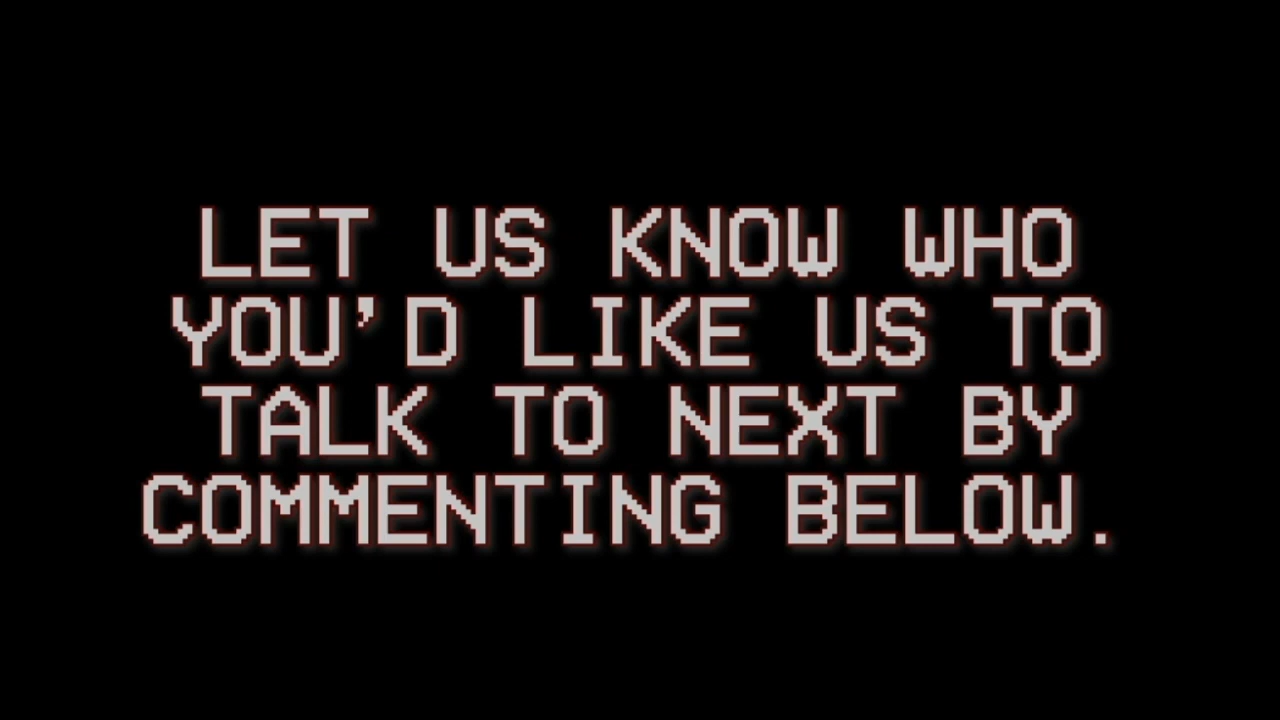 LET US KNOW WHO
YOU'D LIKE US TO
TALK TO NEXT BY
COMMENTING BELOW.